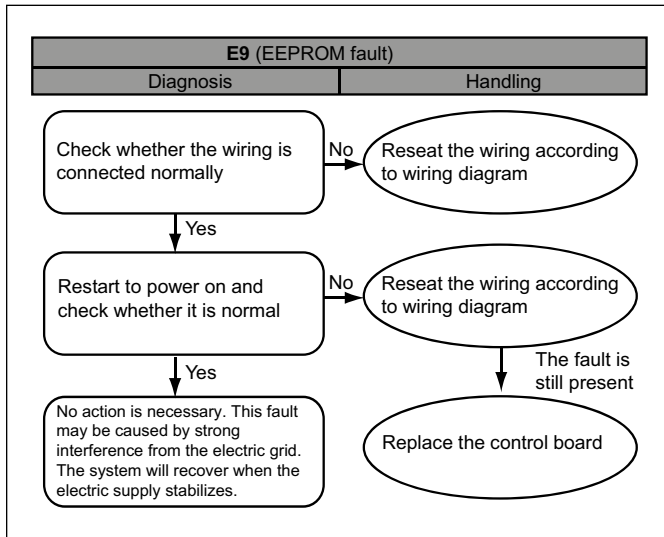 E9 (EEPROM fault)
Diagnosis
Handling
Check whether the wiring is
connected normally
No
Reseat the wiring according
to wiring diagram
Yes
Restart to power on and
check whether it is normal
No
Reseat the wiring according
to wiring diagram
Yes
The fault is
still present
No action is necessary. This fault
may be caused by strong
interference from the electric grid.
The system will recover when the
electric supply stabilizes.
Replace the control board